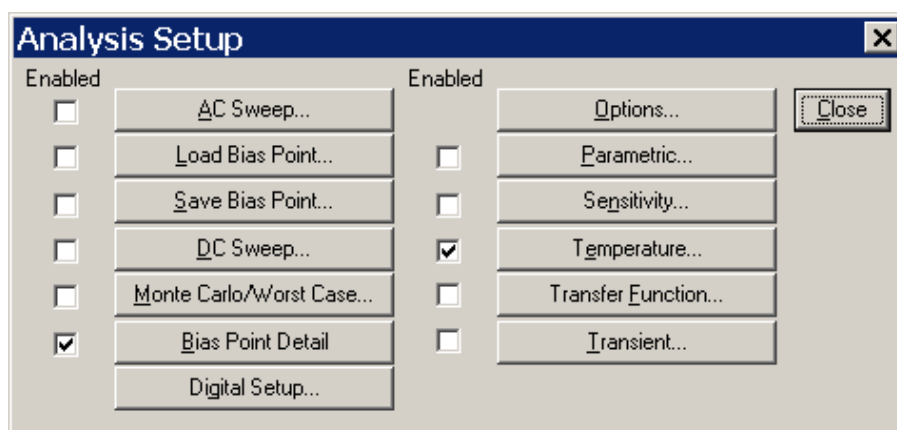 Analysis Setup
Enabled
Enabled
AC Sweep...
Options...
Close
Load Bias Point...
Parametric...
Save Bias Point...
Sensitivity...
DC Sweep...
Temperature...
Monte Carlo/Worst Case...
Transfer Function...
Bias Point Detail
Transient...
Digital Setup...